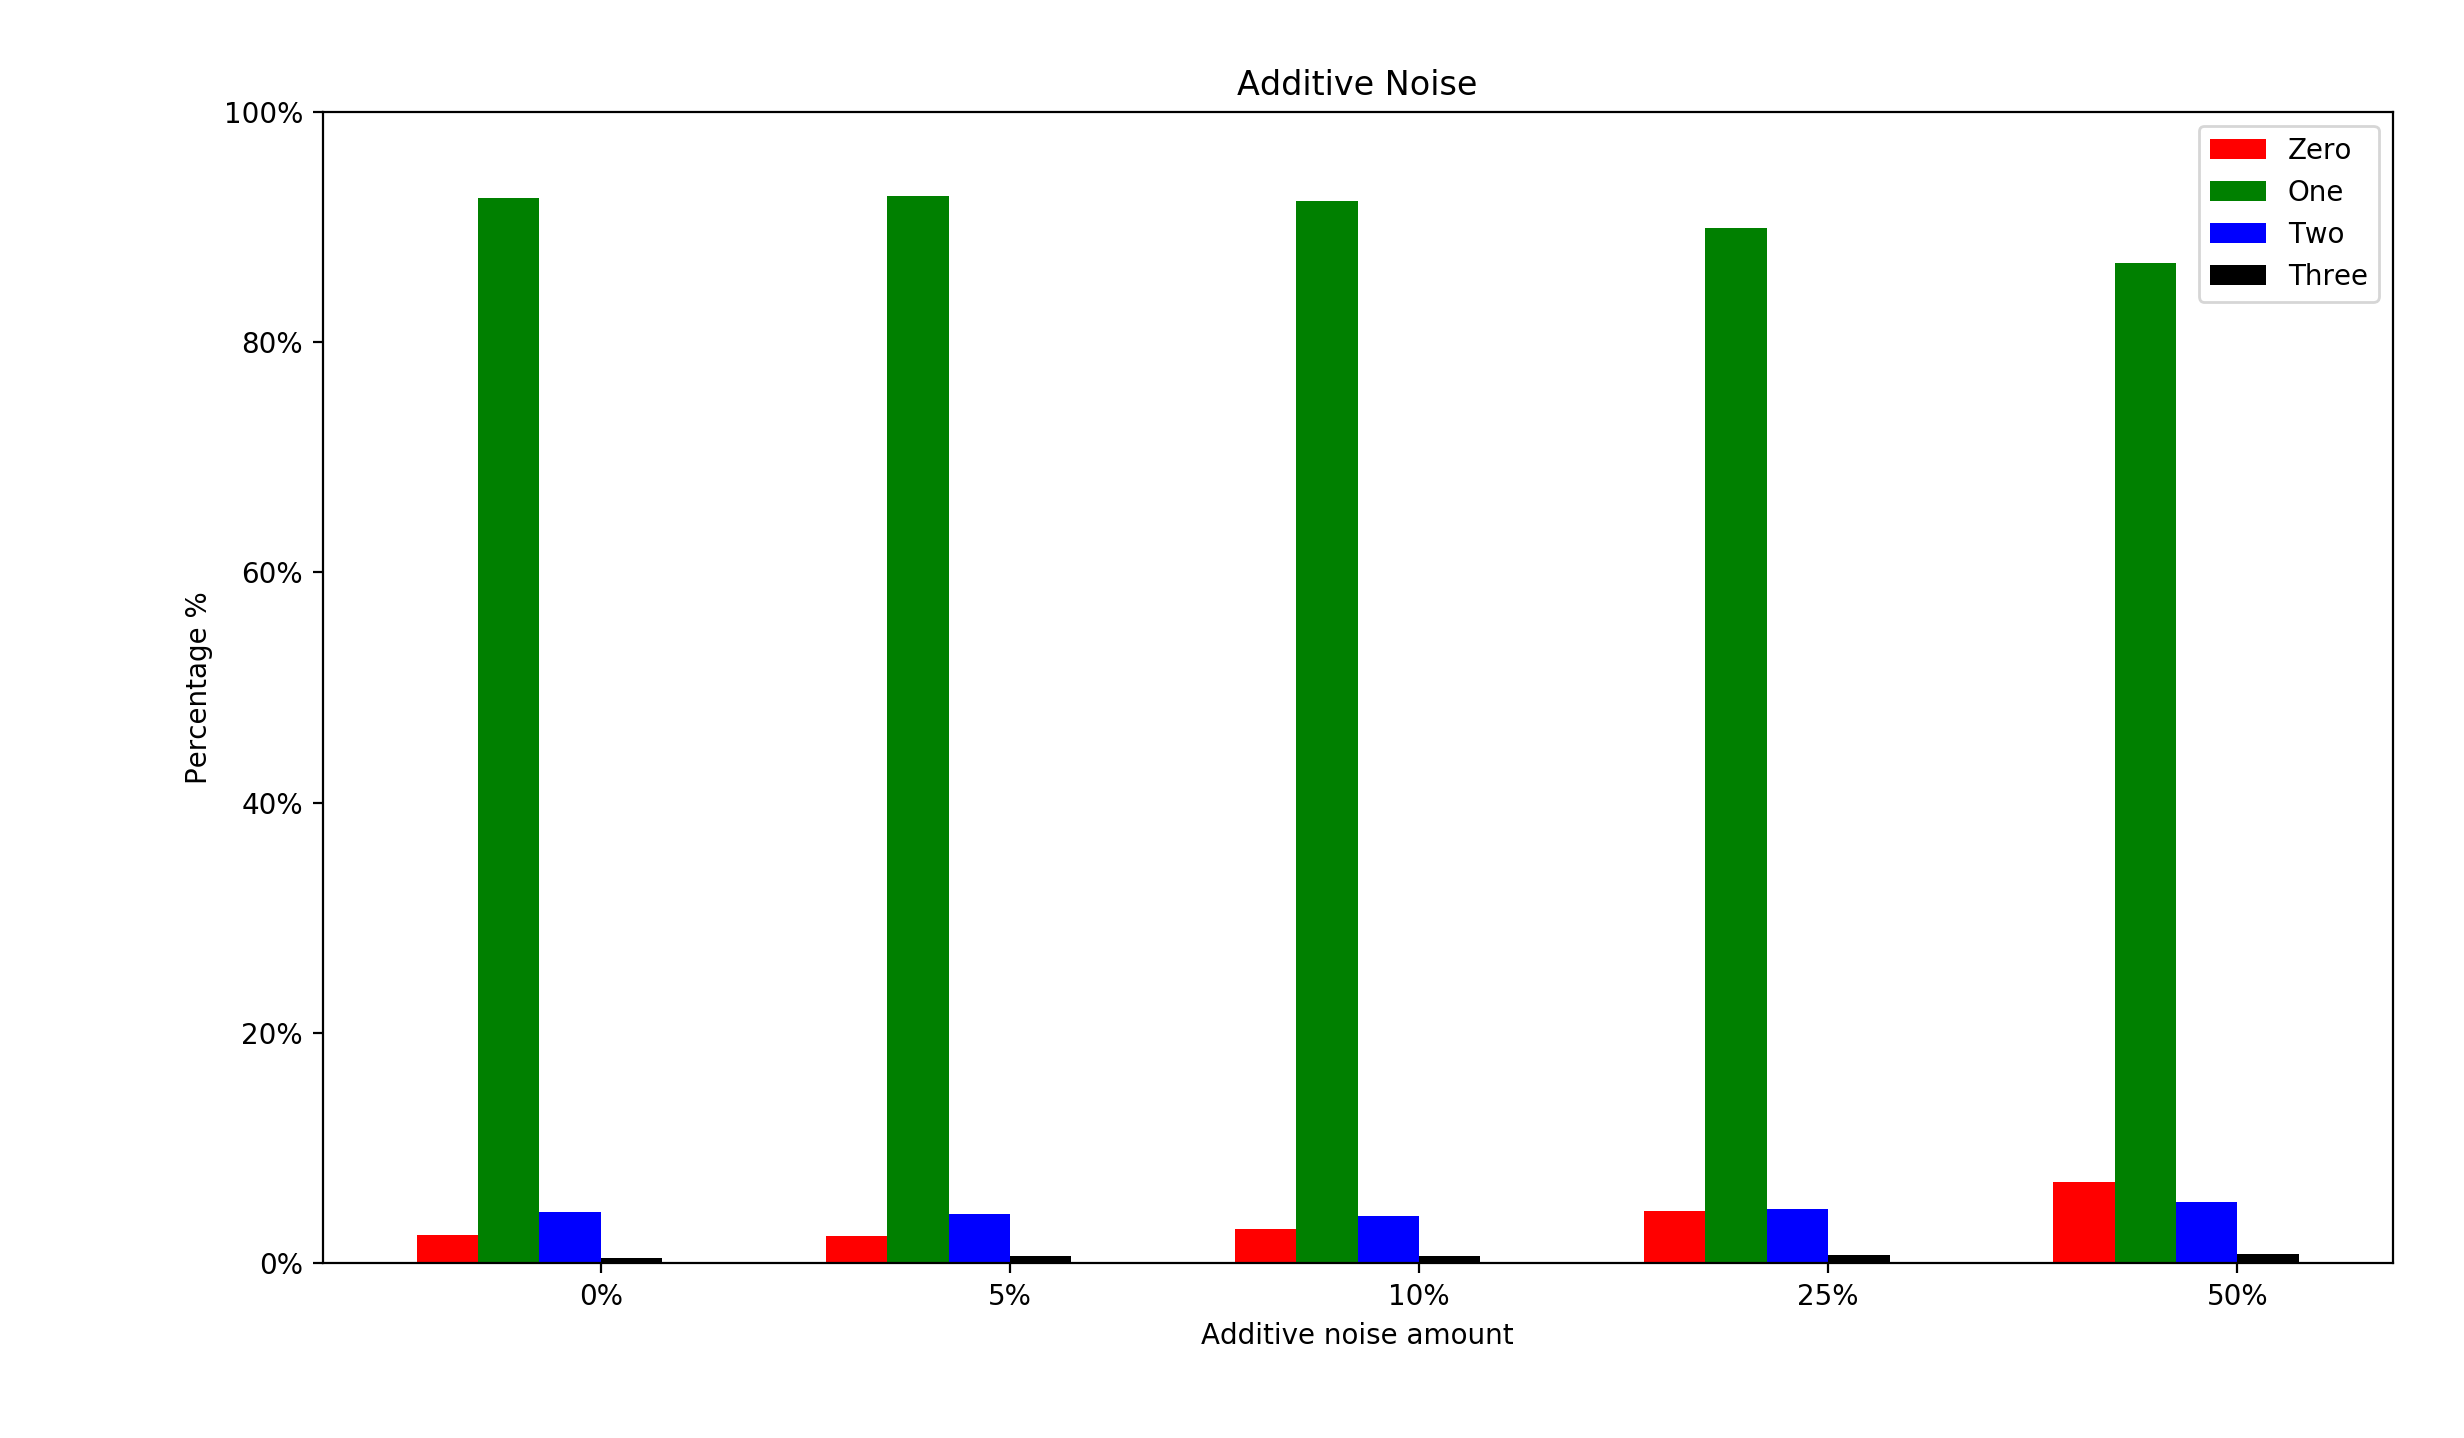 Additive Noise
100%
80%
60%
40%
20%
0%
Percentage %
0% 5% 10% 25% 50%
Additive noise amount
Zero
One
Two
Three